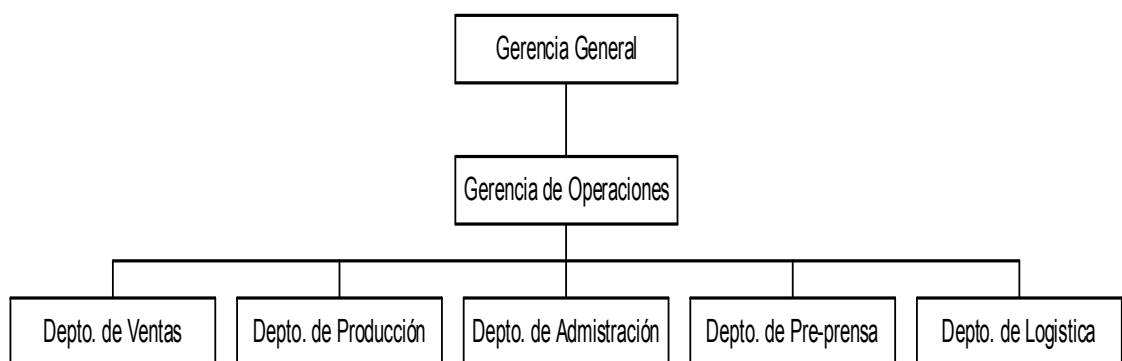 Gerencia General
Gerencia de Operaciones
Depto. de Ventas
Depto. de Producción
Depto. de Admistración
Depto. de Pre-prensa
Depto. de Logistica